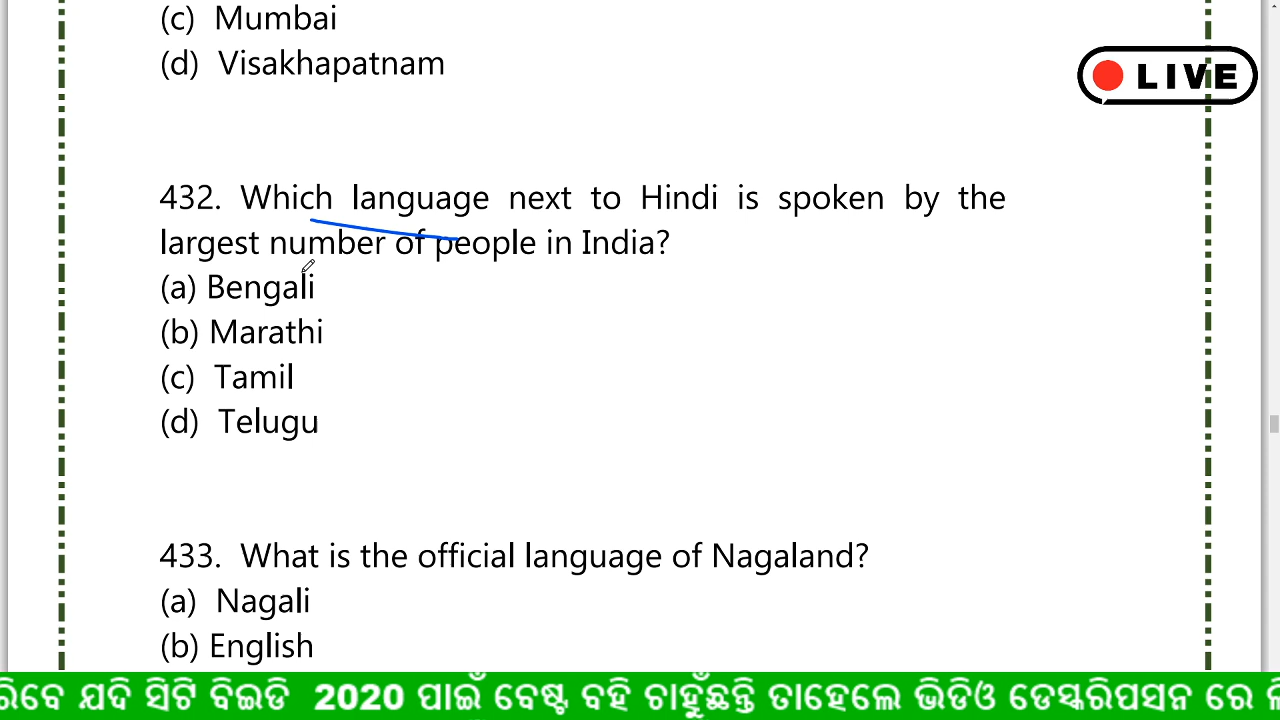 (c) Mumbai
(d) Visakhapatnam
LIVE
432. Which language next to Hindi is spoken by the
largest number of people in India?
(a) Bengali
(b) Marathi
(c) Tamil
(d) Telugu
433. What is the official language of Nagaland?
(a) Nagali
(b) English
ରିବେ ଯଦି ସିଟି ବିଇଡି 2020 ପାଇଁ ବେଷ୍ଟ ବହି ଚାହୁଁଛନ୍ତି ତାହେଲେ ଭିଡିଓ ଡେସ୍କରିପସନ ରେ